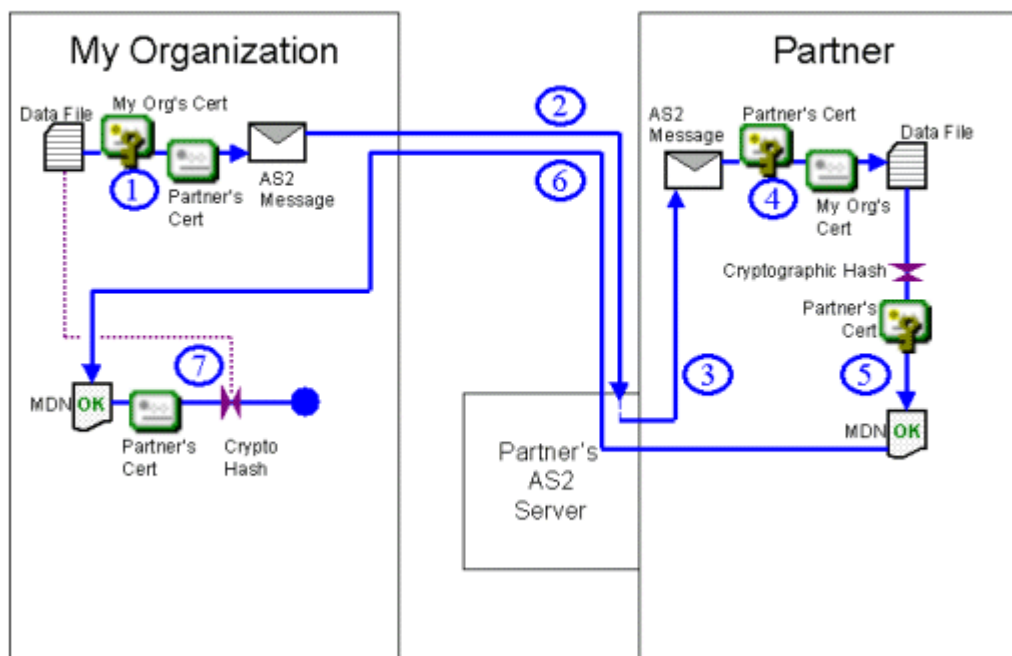 My Organization
Partner
Data File
My Org's Cert
1
Partner's
Cert
AS2
Message
2
6
AS2
Message
Partner's Cert
4
My Org's
Cert
Data File
Cryptographic Hash
Partner's
Cert
3
5
MDN
OK
7
MDN
OK
Partner's
Cert
Crypto
Hash
Partner's
AS2
Server